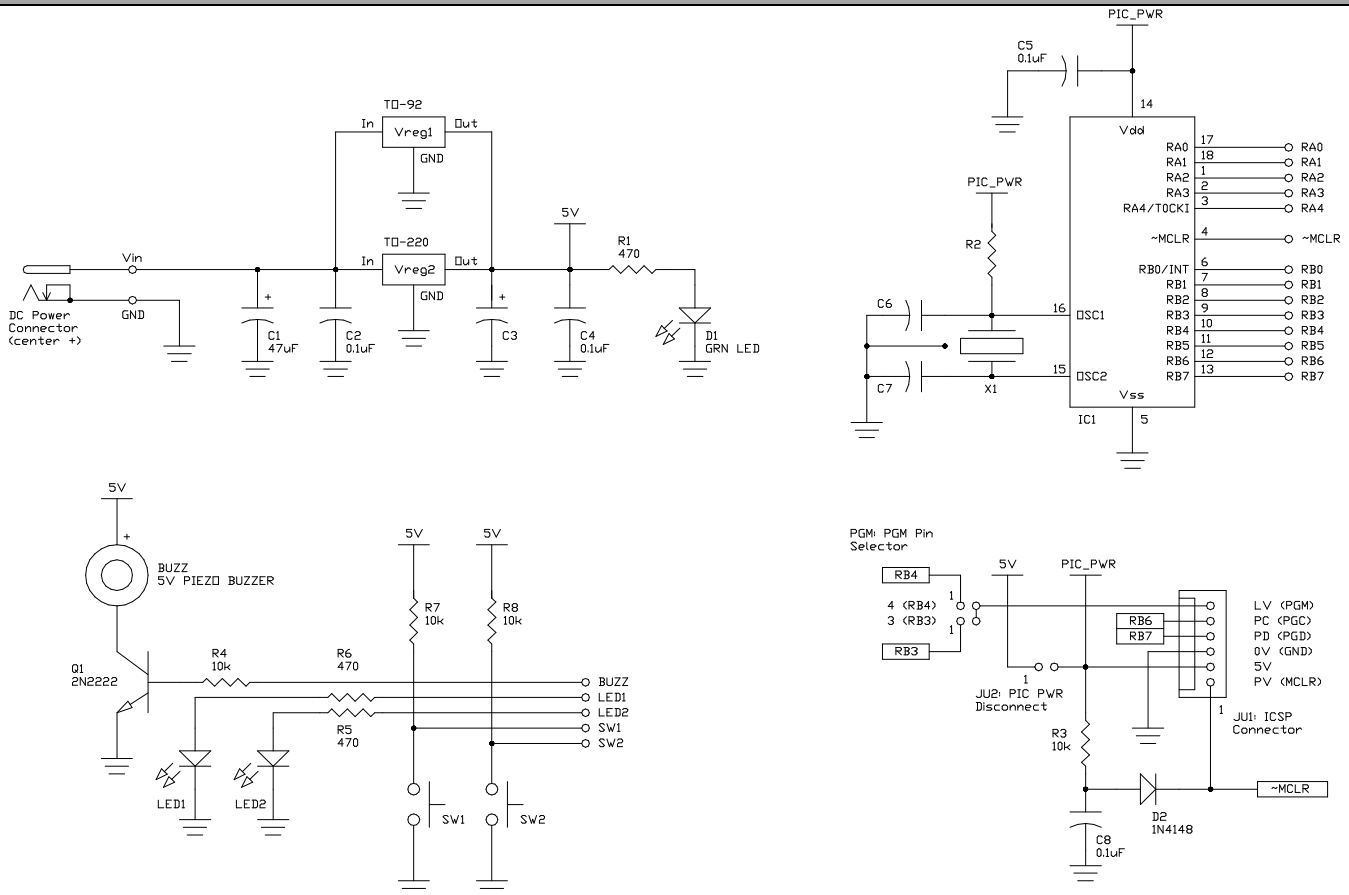 TO-92
In
Vreg1
Out
GND
5V
TO-220
In
Vreg2
Out
GND
R1
470
Vin
GND
DC Power
Connector
(center +)
+
C1
47uF
C2
0.1uF
+
C3
C4
0.1uF
D1
GRN LED
PIC_PWR
C5
0.1uF
14
Vdd
RA0 17 RA0
RA1 18 RA1
RA2 1 RA2
RA3 2 RA3
RA4/TOCKI 3 RA4
~MCLR 4 ~MCLR
RB0/INT 6 RB0
RB1 7 RB1
RB2 8 RB2
RB3 9 RB3
RB4 10 RB4
RB5 11 RB5
RB6 12 RB6
RB7 13 RB7
PIC_PWR
R2
C6
16 OSC1
C7
15 OSC2
X1
Vss
IC1
5
5V
+
BUZZ
5V PIEZO BUZZER
Q1
2N2222
R4
10k
R6
470
R5
470
5V
R7
10k
5V
R8
10k
BUZZ
LED1
LED2
SW1
SW2
LED1
LED2
SW1
SW2
PGM: PGM Pin
Selector
RB4
1
4 (RB4)
3 (RB3)
1
RB3
5V
PIC_PWR
1
JU2: PIC PWR
Disconnect
RB6
RB7
LV (PGM)
PC (PGC)
PD (PGD)
0V (GND)
5V
PV (MCLR)
1
JU1: ICSP
Connector
R3
10k
D2
1N4148
~MCLR
C8
0.1uF